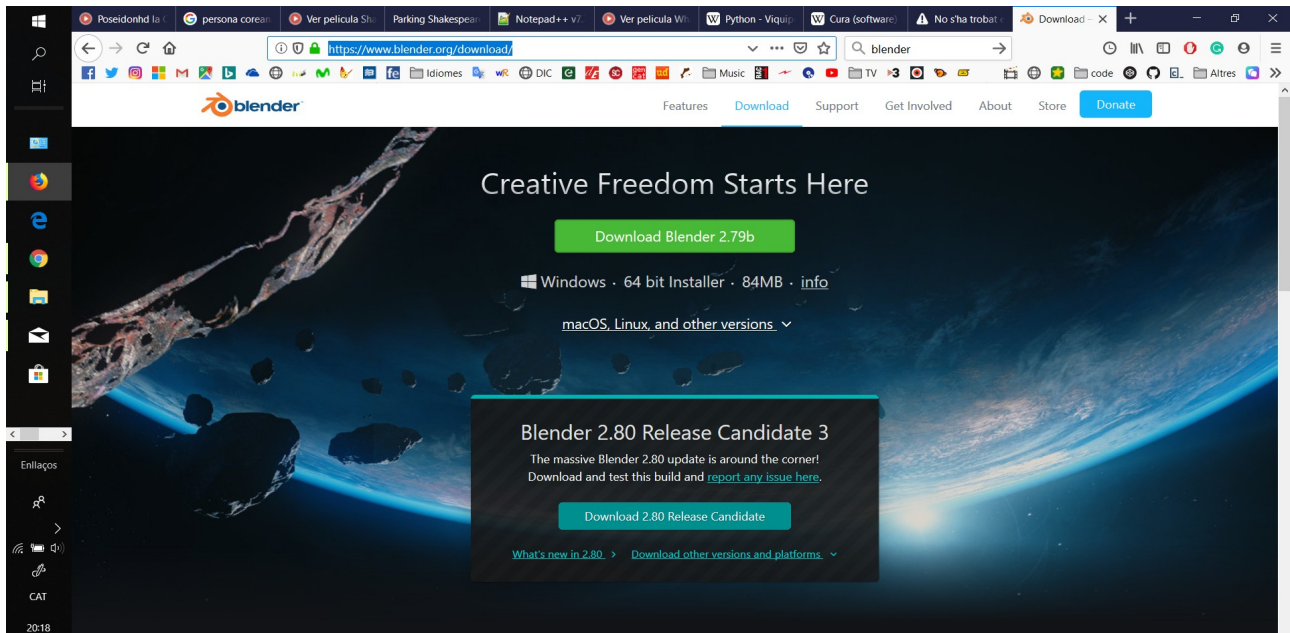 Poseidonhd la C
persona corean
Ver pelicula Sha
Parking Shakespear
Notepad++ v7.
Ver pelicula Wh
Python - Viquip
Cura (software)
No s'ha trobat
Download -
https://www.blender.org/download/
blender
Idiomes
DIC
Music
TV
code
Altres
blender
Features
Download
Support
Get Involved
About
Store
Donate
Creative Freedom Starts Here
Download Blender 2.79b
Windows · 64 bit Installer · 84MB · info
macOS, Linux, and other versions
Blender 2.80 Release Candidate 3
The massive Blender 2.80 update is around the corner!
Download and test this build and report any issue here.
Download 2.80 Release Candidate
What's new in 2.80 > Download other versions and platforms
Enllaços
CAT
20:18